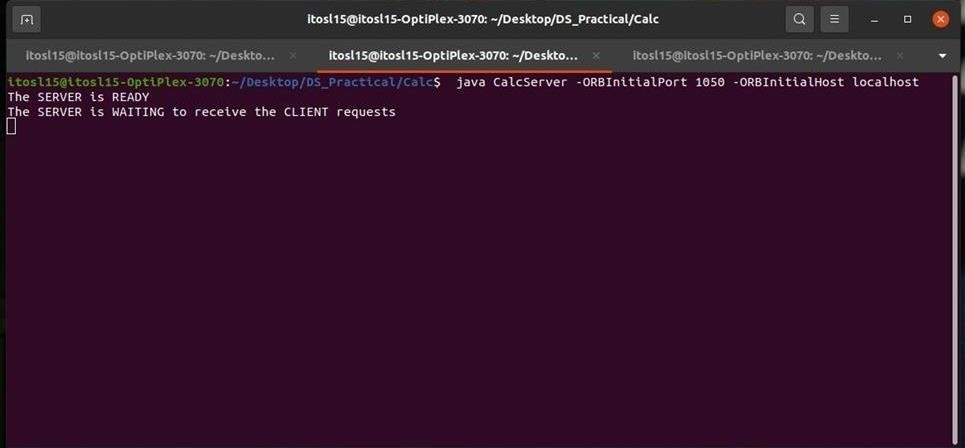 itosl15@itosl15-OptiPlex-3070: ~/Desktop/DS_Practical/Calc
itosl15@itosl15-OptiPlex-3070: ~/Deskto...
itosl15@itosl15-OptiPlex-3070: ~/Deskto...
itosl15@itosl15-OptiPlex-3070: ~/Deskto...
itosl15@itosl15-OptiPlex-3070:~/Desktop/DS_Practical/Calc$  java CalcServer -ORBInitialPort 1050 -ORBInitialHost localhost
The SERVER is READY
The SERVER is WAITING to receive the CLIENT requests